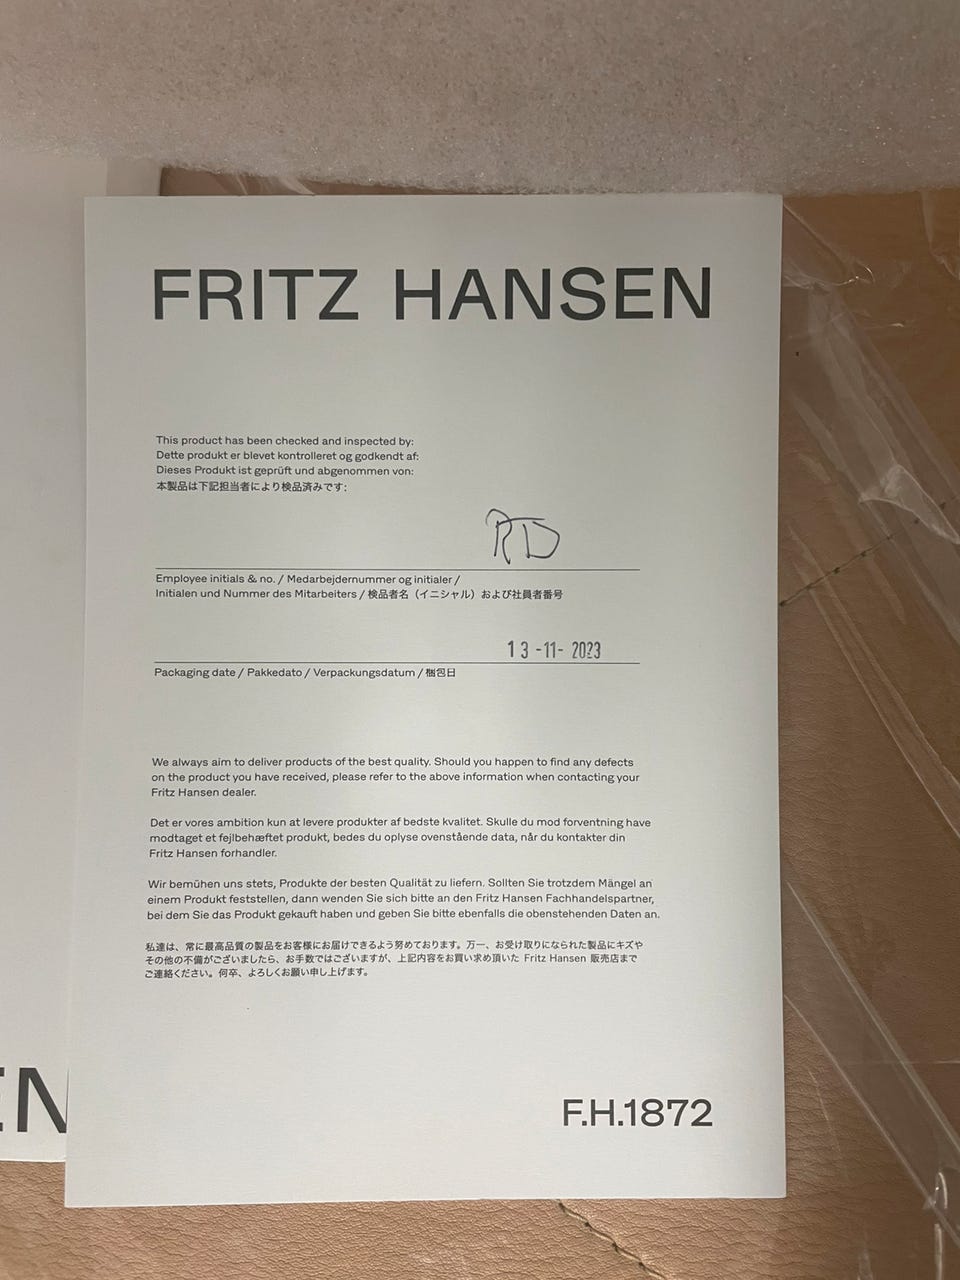 FRITZ HANSEN
This product has been checked and inspected by:
Dette produkt er blevet kontrolleret og godkendt af:
Dieses Produkt ist geprüft und abgenommen von:
本製品は下記担当者により検品済みです:
RD
Employee initials & no. / Medarbejdernummer og initialer /
Initialen und Nummer des Mitarbeiters / 検品者名（イニシャル）および社員者番号
13 -11- 2023
Packaging date / Pakkedato / Verpackungsdatum / 梱包日
We always aim to deliver products of the best quality. Should you happen to find any defects
on the product you have received, please refer to the above information when contacting your
Fritz Hansen dealer.
Det er vores ambition kun at levere produkter af bedste kvalitet. Skulle du mod forventning have
modtaget et fejlbehæftet produkt, bedes du oplyse ovenstående data, når du kontakter din
Fritz Hansen forhandler.
Wir bemühen uns stets, Produkte der besten Qualität zu liefern. Sollten Sie trotzdem Mängel an
einem Produkt feststellen, dann wenden Sie sich bitte an den Fritz Hansen Fachhandelspartner,
bei dem Sie das Produkt gekauft haben und geben Sie bitte ebenfalls die obenstehenden Daten an.
私達は、常に最高品質の製品をお客様にお届けできるよう努めております。万一、お受け取りになられた製品にキズや
その他の不備がございましたら、お手数ではございますが、上記内容をお買い求め頂いた Fritz Hansen 販売店まで
ご連絡ください。何卒、よろしくお願い申し上げます。
EN
F.H.1872